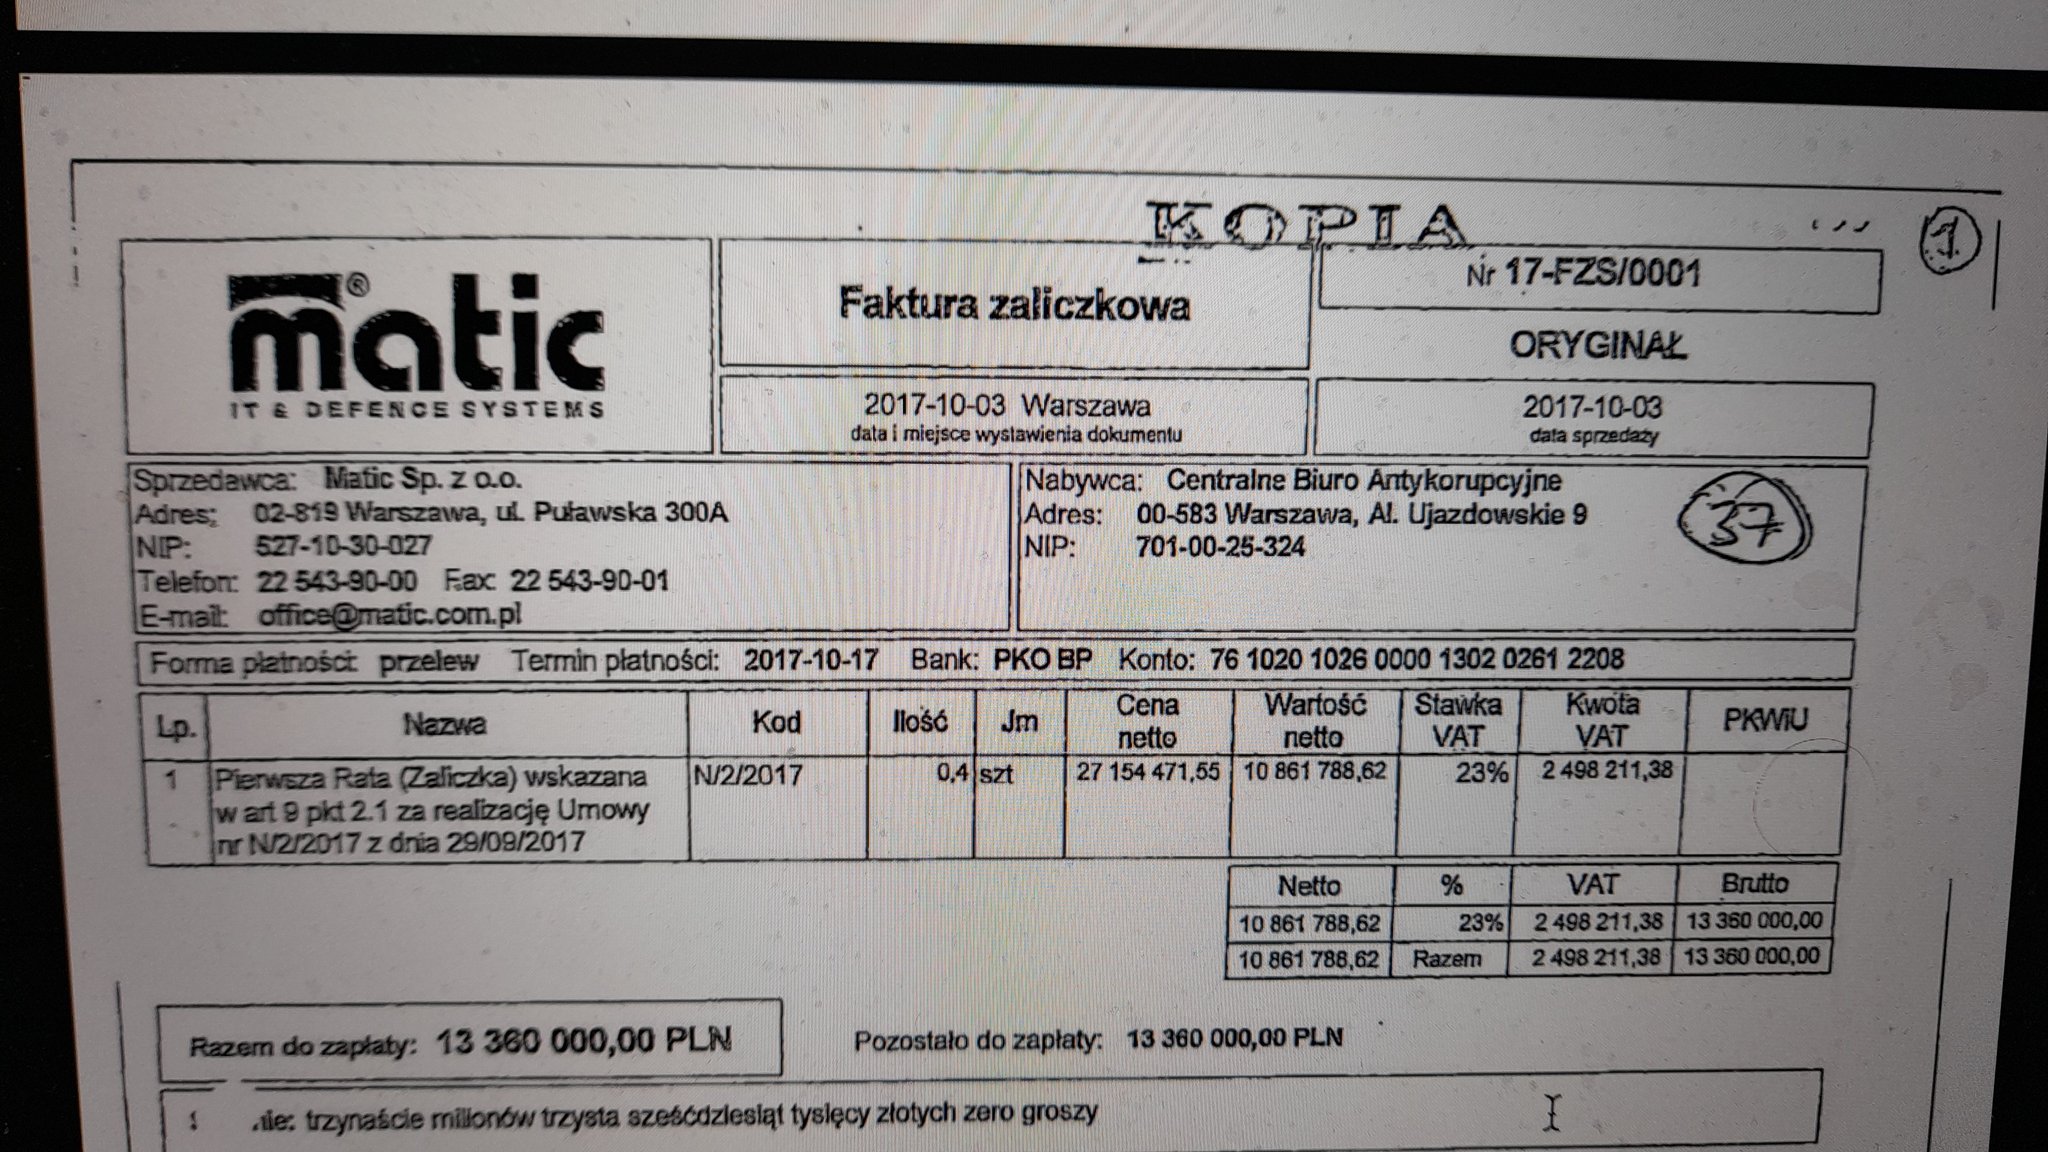 KOPIA
1
matic®
IT & DEFENCE SYSTEMS
Faktura zaliczkowa
Nr 17-FZS/0001
ORYGINAŁ
2017-10-03 Warszawa
data i miejsce wystawienia dokumentu
2017-10-03
data sprzedaży
Sprzedawca: Matic Sp. z o.o.
Adres: 02-819 Warszawa, ul. Puławska 300A
NIP: 527-10-30-027
Telefon: 22 543-90-00 Fax: 22 543-90-01
E-mail: office@matic.com.pl
Nabywca: Centralne Biuro Antykorupcyjne
Adres: 00-583 Warszawa, Al. Ujazdowskie 9
NIP: 701-00-25-324
37
Forma płatności: przelew Termin płatności: 2017-10-17 Bank: PKO BP Konto: 76 1020 1026 0000 1302 0261 2208
Lp. Nazwa Kod Ilość Jm Cena netto Wartość netto Stawka VAT Kwota VAT PKWiU
1 Pierwsza Rata (Zaliczka) wskazana N/2/2017 0,4 szt 27 154 471,55 10 861 788,62 23% 2 498 211,38
w art 9 pkt 2.1 za realizację Umowy
nr N/2/2017 z dnia 29/09/2017
Netto % VAT Brutto
10 861 788,62 23% 2 498 211,38 13 360 000,00
10 861 788,62 Razem 2 498 211,38 13 360 000,00
Razem do zapłaty: 13 360 000,00 PLN Pozostało do zapłaty: 13 360 000,00 PLN
trzynaście milionów trzysta sześćdziesiąt tysięcy złotych zero groszy